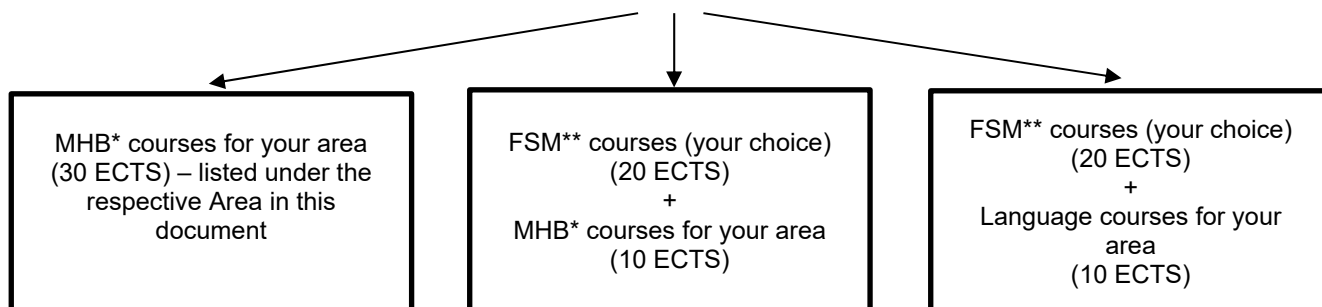 MHB* courses for your area
(30 ECTS) – listed under the
respective Area in this
document
FSM** courses (your choice)
(20 ECTS)
+
MHB* courses for your area
(10 ECTS)
FSM** courses (your choice)
(20 ECTS)
+
Language courses for your
area
(10 ECTS)